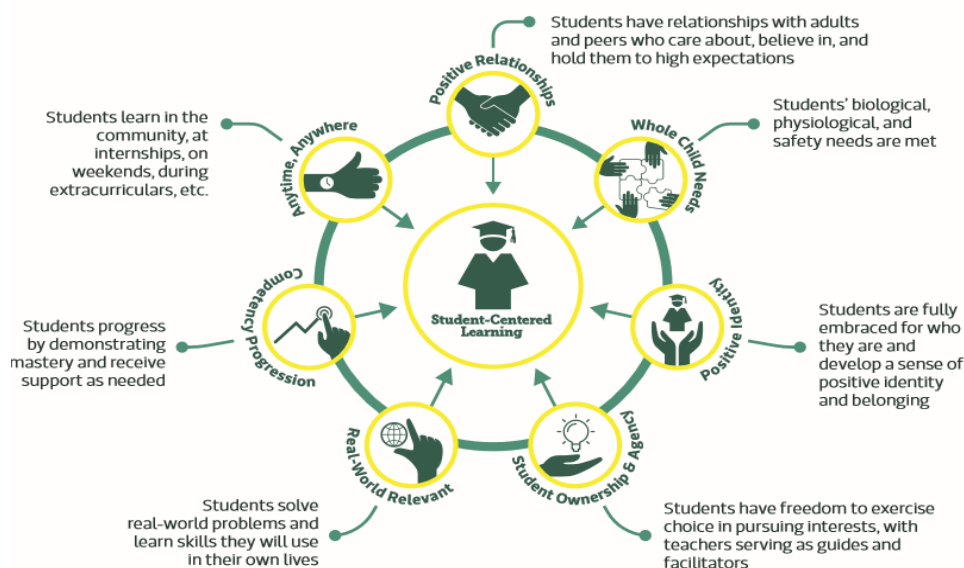 Positive Relationships
Students have relationships with adults
and peers who care about, believe in, and
hold them to high expectations
Whole Child Needs
Students' biological,
physiological, and
safety needs are met
Positive Identity
Students are fully
embraced for who
they are and
develop a sense of
positive identity
and belonging
Student Ownership & Agency
Students have freedom to exercise
choice in pursuing interests, with
teachers serving as guides and
facilitators
Real-World Relevant
Students solve
real-world problems and
learn skills they will use
in their own lives
Competency Progression
Students progress
by demonstrating
mastery and receive
support as needed
Anytime, Anywhere
Students learn in the
community, at
internships, on
weekends, during
extracurriculars, etc.
Student-Centered
Learning